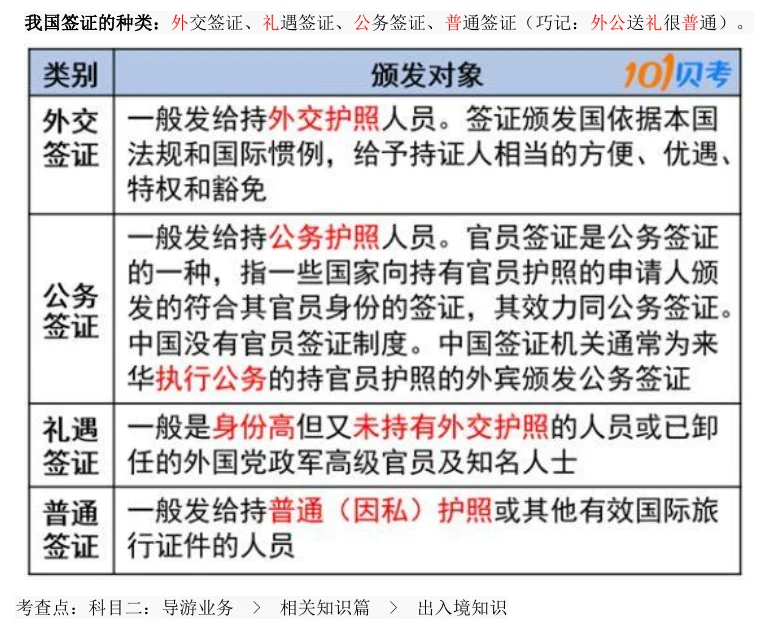 我国签证的种类：外交签证、礼遇签证、公务签证、普通签证（巧记：外公送礼很普通）。
类别
颁发对象
101贝考
外交
签证
一般发给持外交护照人员。签证颁发国依据本国
法规和国际惯例，给予持证人相当的方便、优遇、
特权和豁免
公务
签证
一般发给持公务护照人员。官员签证是公务签证
的一种，指一些国家向持有官员护照的申请人颁
发的符合其官员身份的签证，其效力同公务签证。
中国没有官员签证制度。中国签证机关通常为来
华执行公务的持官员护照的外宾颁发公务签证
礼遇
签证
一般是身份高但又未持有外交护照的人员或已卸
任的外国党政军高级官员及知名人士
普通
签证
一般发给持普通（因私）护照或其他有效国际旅
行证件的人员
考查点：科目二：导游业务 > 相关知识篇 > 出入境知识